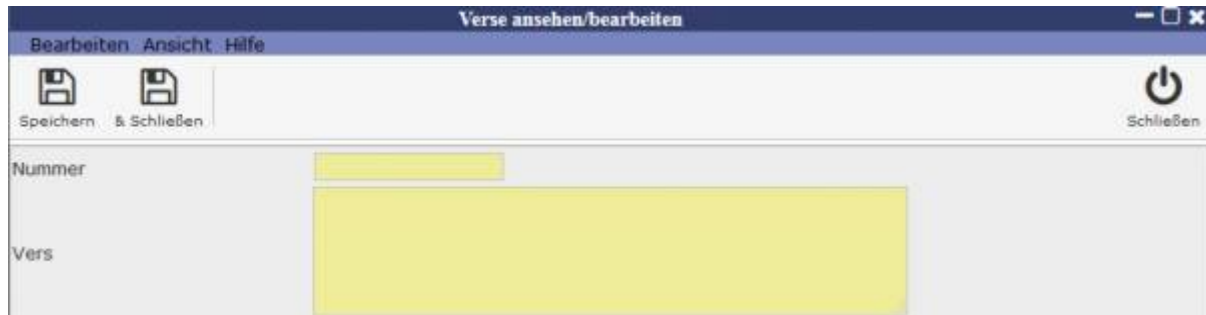 Verse ansehen/bearbeiten
Bearbeiten Ansicht Hilfe
Speichern & Schließen Schließen
Nummer
Vers